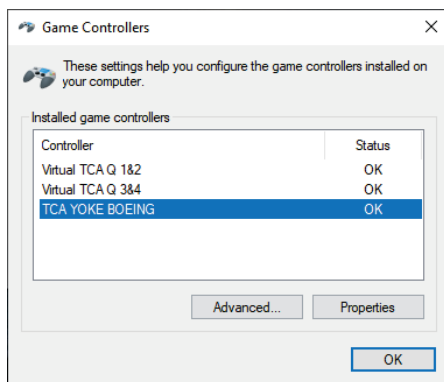 Game Controllers
These settings help you configure the game controllers installed on
your computer.
Installed game controllers
Controller Status
Virtual TCA Q 1&2 OK
Virtual TCA Q 3&4 OK
TCA YOKE BOEING OK
Advanced... Properties
OK